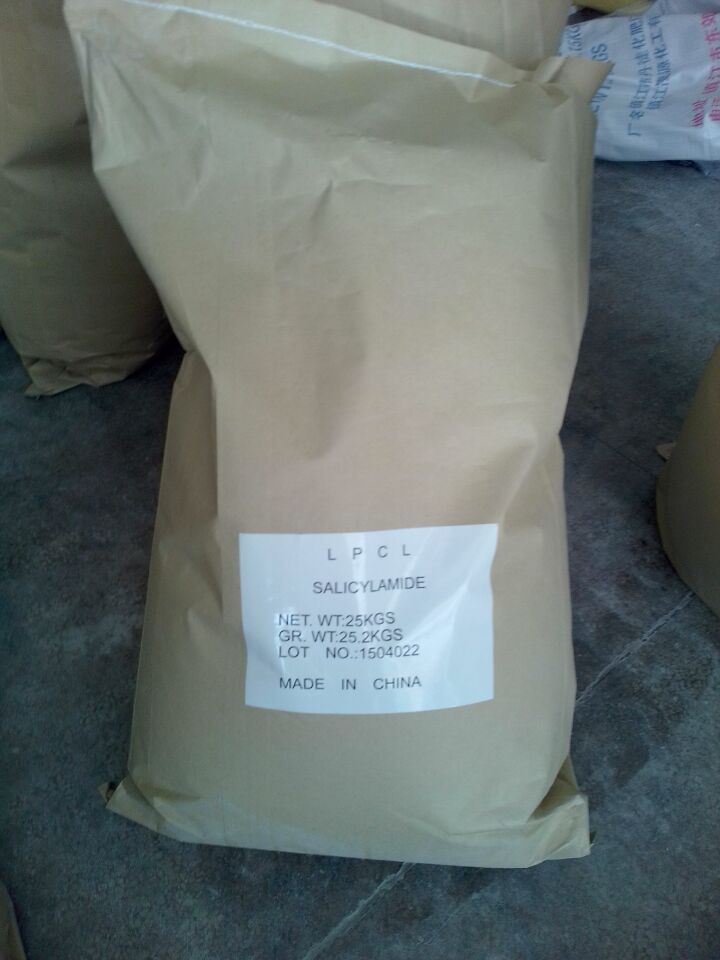 L P C L
SALICYLAMIDE
NET. WT:25KGS
GR. WT:25.2KGS
LOT NO.:1504022
MADE IN CHINA